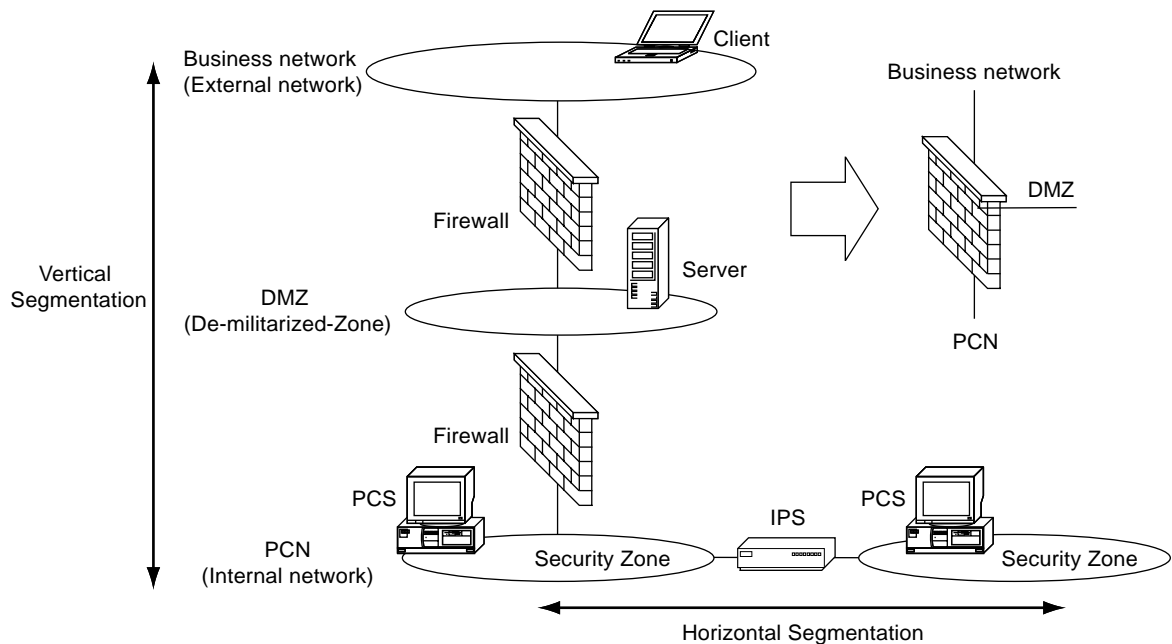 Client
Business network
(External network)
Business network
Firewall
DMZ
Server
Vertical
Segmentation
DMZ
(De-militarized-Zone)
PCN
Firewall
PCS
IPS
PCS
PCN
(Internal network)
Security Zone
Security Zone
Horizontal Segmentation